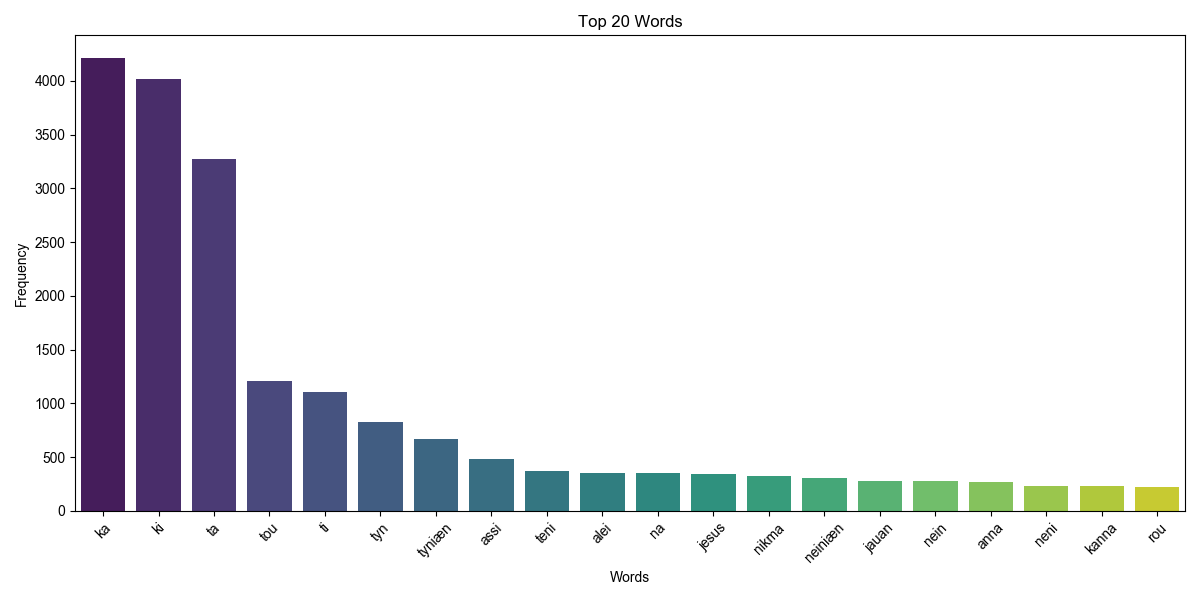 Top 20 Words
Frequency
4000
3500
3000
2500
2000
1500
1000
500
0
ka ki ta tou ti tyn tyniæn assi teni alei na jesus nikma neiniæn jauan nein anna neni kanna rou
Words